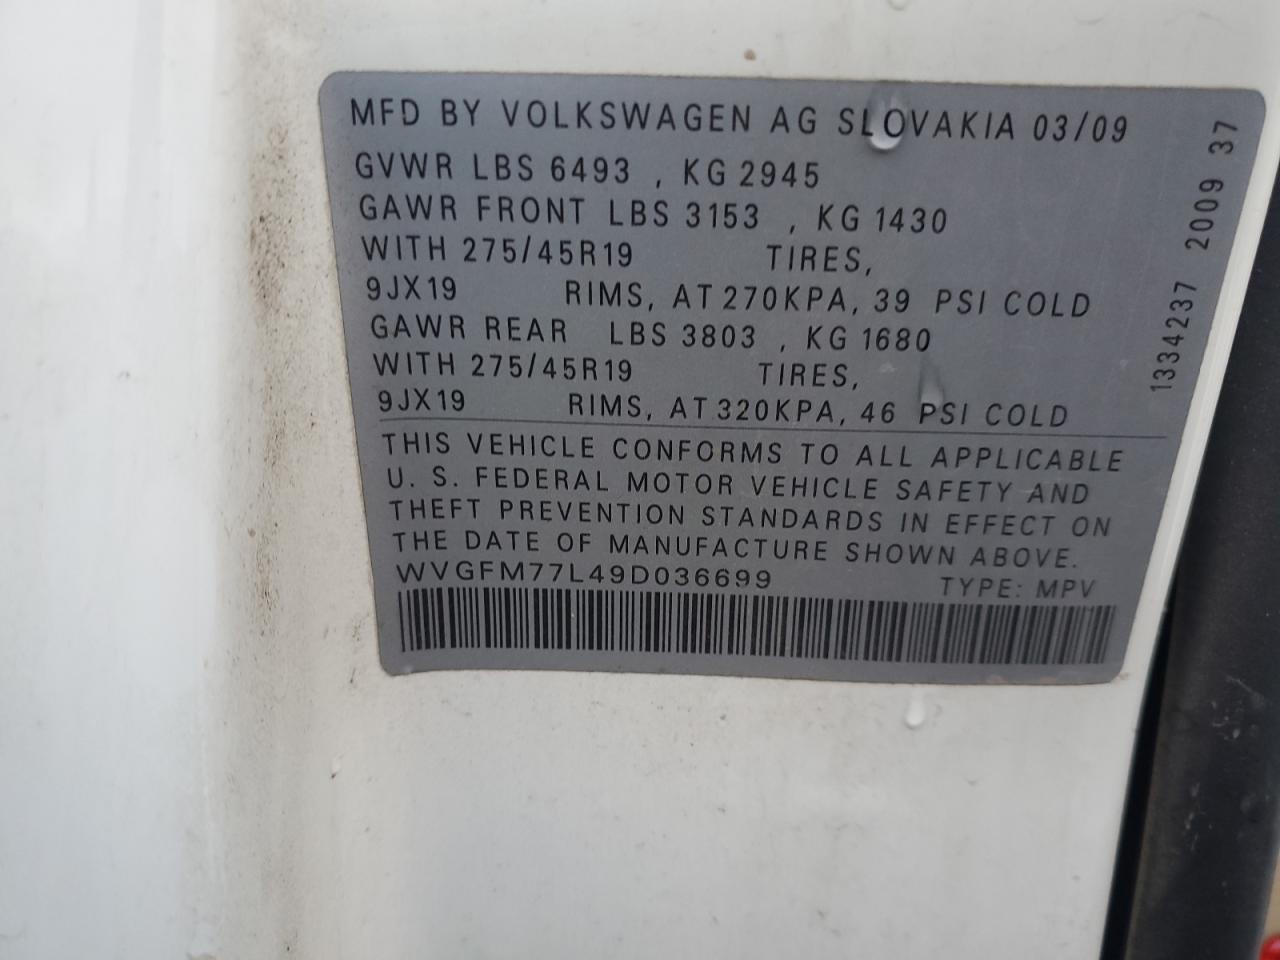 MFD BY VOLKSWAGEN AG SLOVAKIA 03/09
GVWR LBS 6493 , KG 2945
GAWR FRONT LBS 3153 , KG 1430
WITH 275/45R19 TIRES,
9JX19 RIMS, AT 270KPA, 39 PSI COLD
GAWR REAR LBS 3803 , KG 1680
WITH 275/45R19 TIRES,
9JX19 RIMS, AT 320KPA, 46 PSI COLD
THIS VEHICLE CONFORMS TO ALL APPLICABLE
U. S. FEDERAL MOTOR VEHICLE SAFETY AND
THEFT PREVENTION STANDARDS IN EFFECT ON
THE DATE OF MANUFACTURE SHOWN ABOVE.
WVGFM77L49D036699 TYPE: MPV
1334237 2009 37